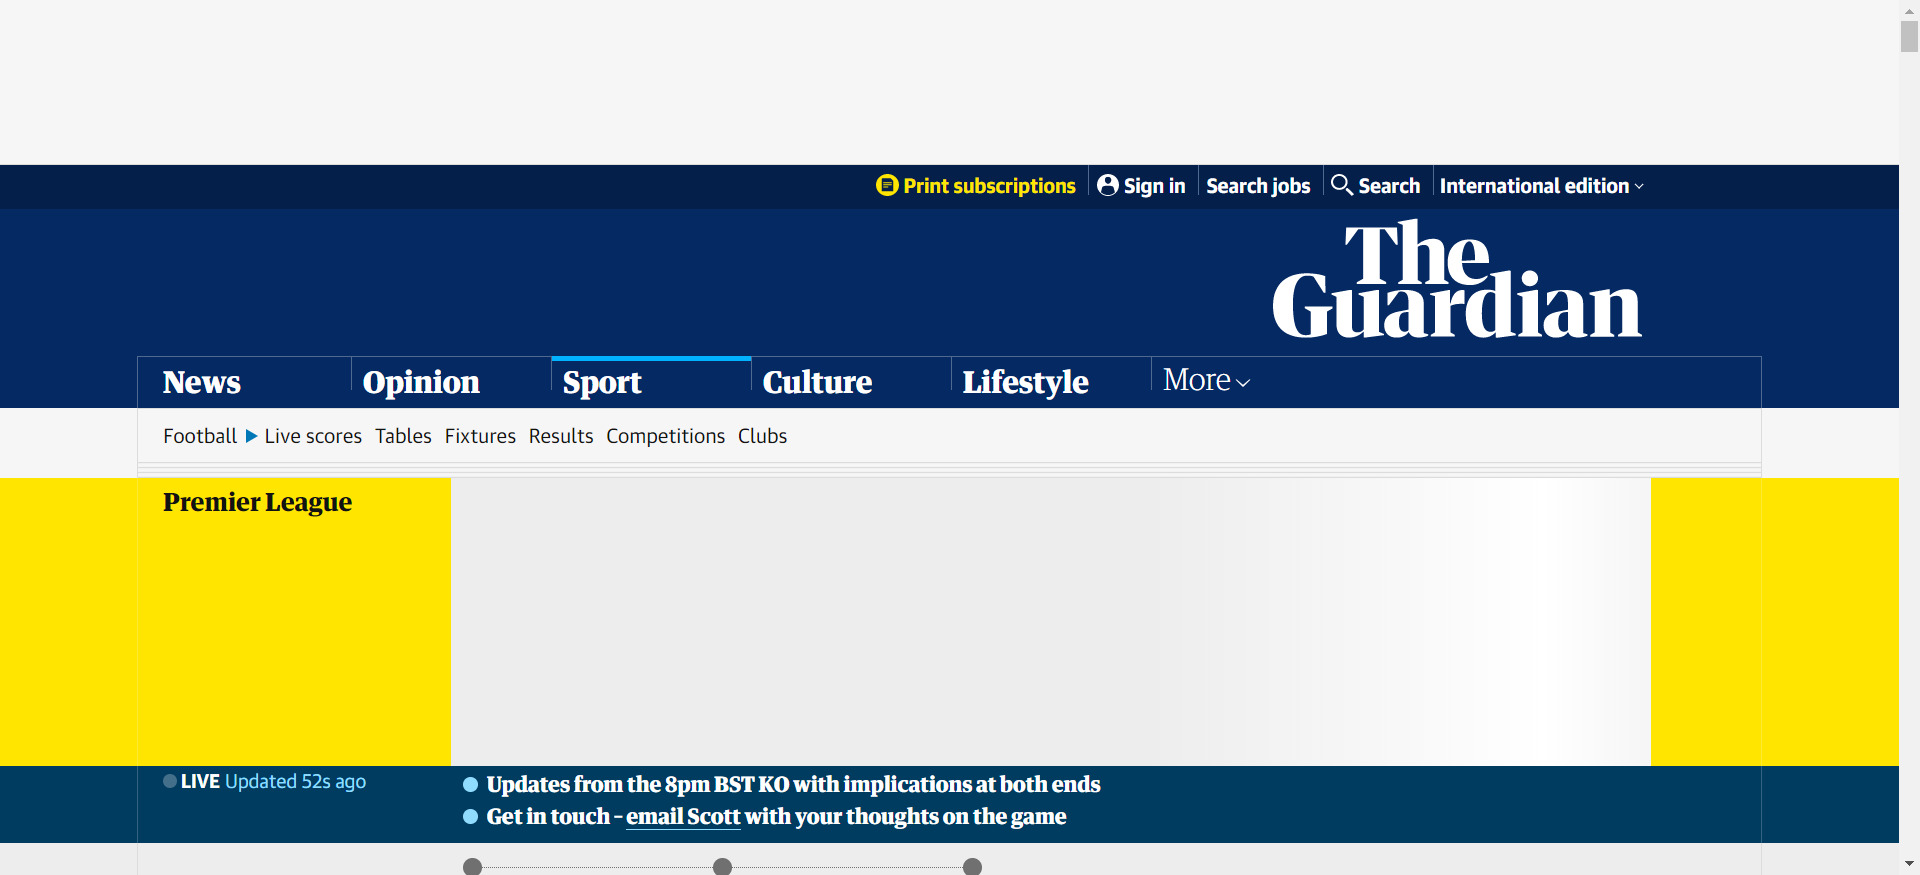 Print subscriptions Sign in Search jobs Search International edition
The
Guardian
News Opinion Sport Culture Lifestyle More
Football Live scores Tables Fixtures Results Competitions Clubs
Premier League
LIVE Updated 52s ago
Updates from the 8pm BST KO with implications at both ends
Get in touch – email Scott with your thoughts on the game